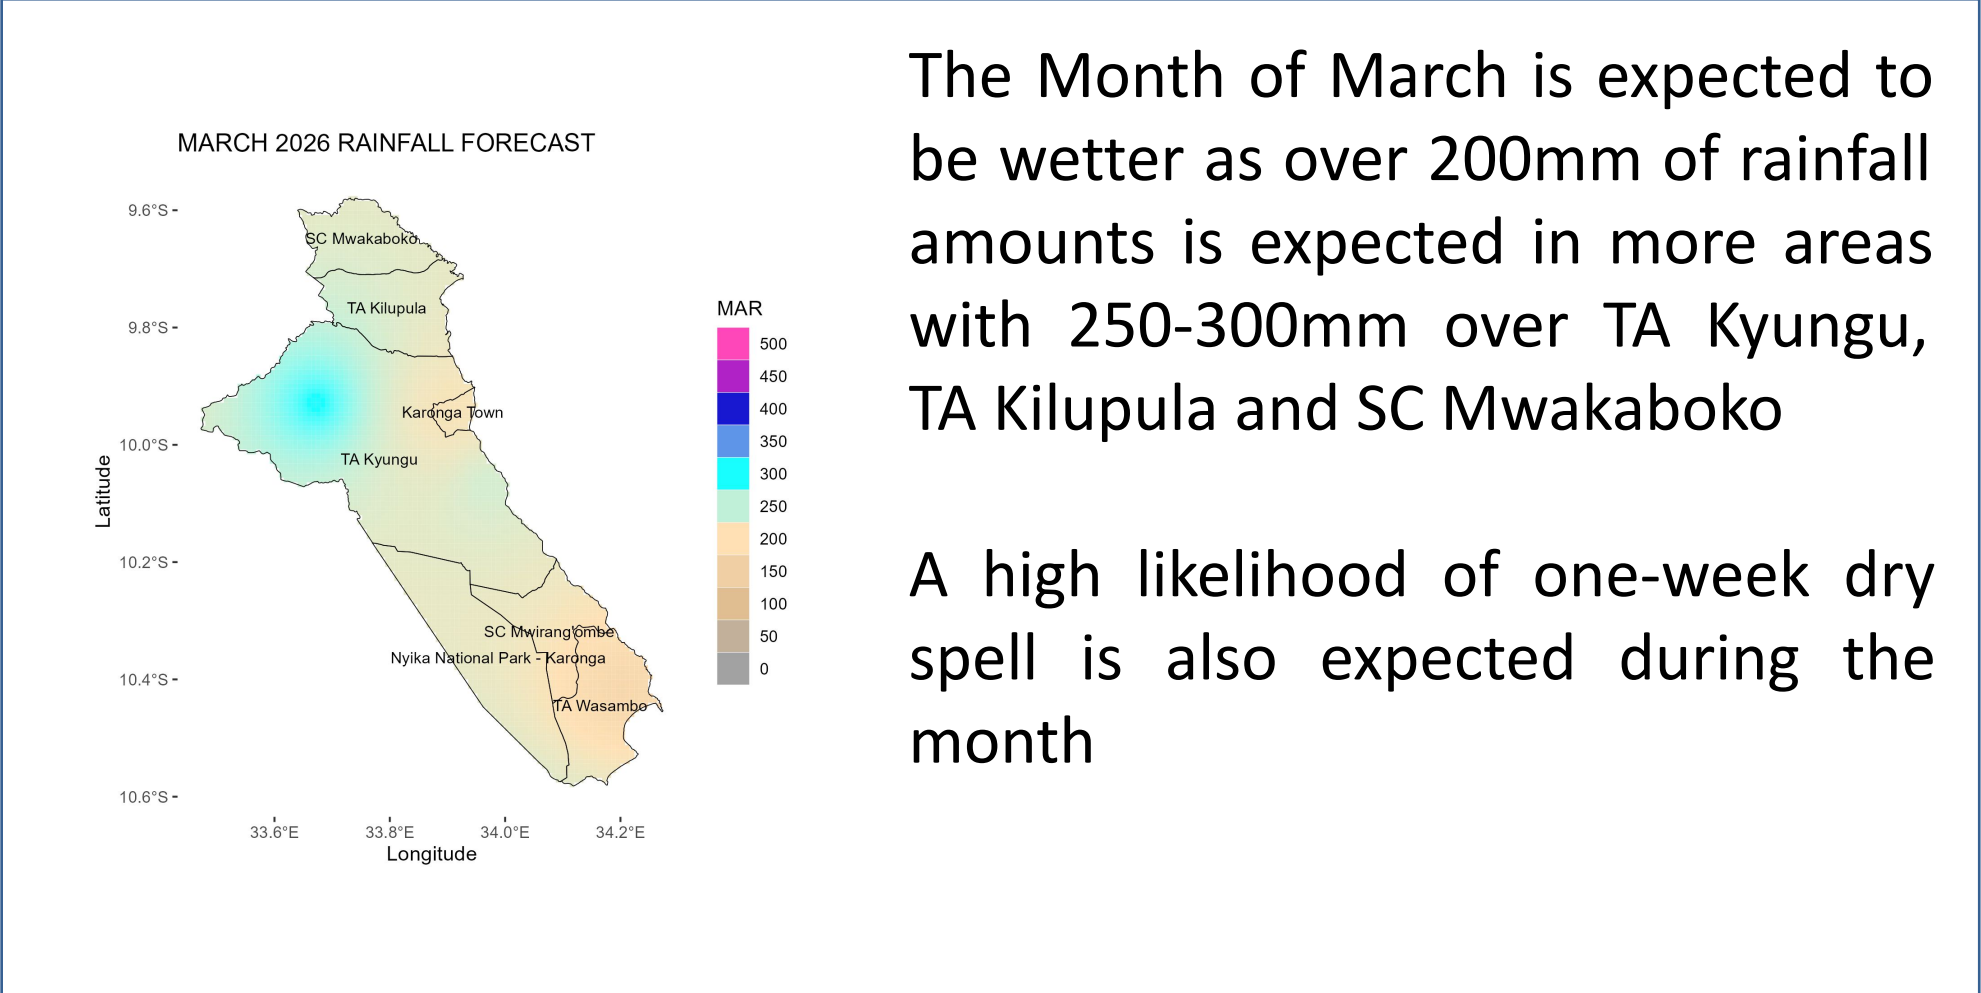 MARCH 2026 RAINFALL FORECAST
9.6°S
9.8°S
10.0°S
10.2°S
10.4°S
10.6°S
Latitude
33.6°E
33.8°E
34.0°E
34.2°E
Longitude
SC Mwakaboko
TA Kilupula
Karonga Town
TA Kyungu
SC Mwirang'ombe
Nyika National Park - Karonga
TA Wasambo
MAR
500
450
400
350
300
250
200
150
100
50
0
The Month of March is expected to
be wetter as over 200mm of rainfall
amounts is expected in more areas
with 250-300mm over TA Kyungu,
TA Kilupula and SC Mwakaboko
A high likelihood of one-week dry
spell is also expected during the
month